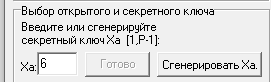 Выбор открытого и секретного ключа
Введите или сгенерируйте
секретный ключ Xa [1,P-1]:
Xa: 6 Готово Сгенерировать Xa.